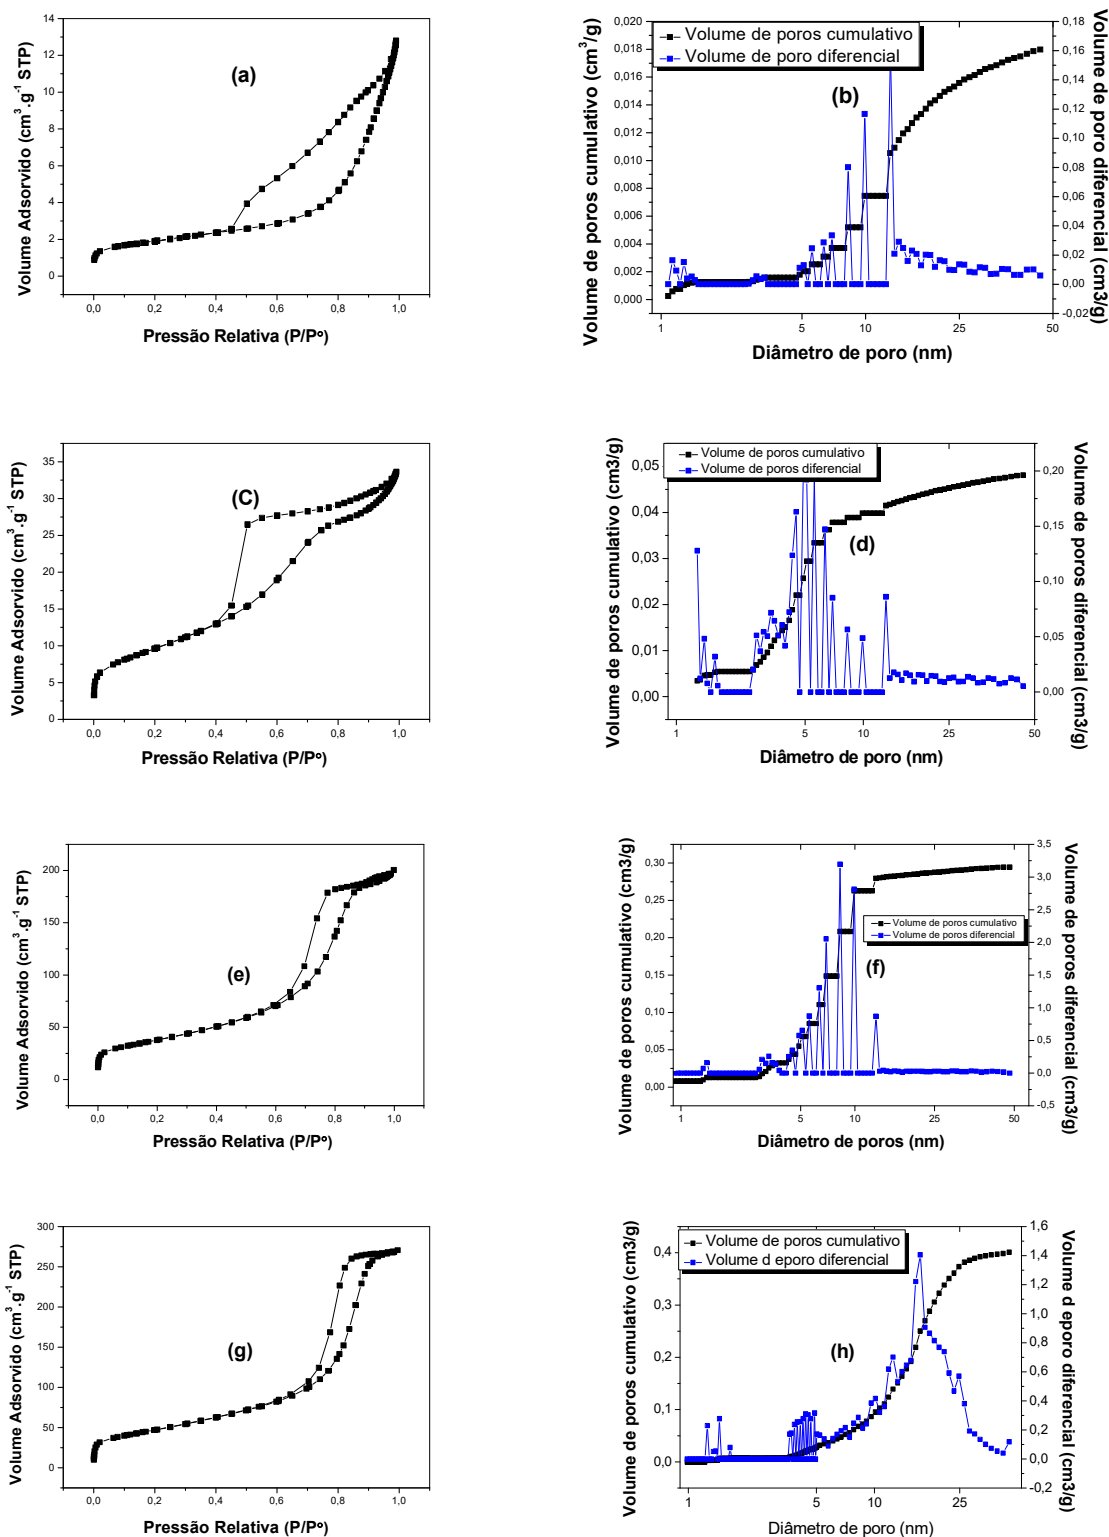 Volume Adsorvido (cm³.g⁻¹ STP)
14
12
10
8
6
4
2
0
(a)
0,0 0,2 0,4 0,6 0,8 1,0
Pressão Relativa (P/Pº)
Volume de poros cumulativo (cm³/g)
0,020
0,018
0,016
0,014
0,012
0,010
0,008
0,006
0,004
0,002
0,000
Volume de poros cumulativo
Volume de poro diferencial
(b)
1 5 10 25 50
Diâmetro de poro (nm)
0,18
0,16
0,14
0,12
0,10
0,08
0,06
0,04
0,02
0,00
-0,02
Volume de poro diferencial (cm3/g)
Volume Adsorvido (cm³.g⁻¹ STP)
35
30
25
20
15
10
5
0
(C)
0,0 0,2 0,4 0,6 0,8 1,0
Pressão Relativa (P/Pº)
Volume de poros cumulativo (cm3/g)
0,05
0,04
0,03
0,02
0,01
0,00
Volume de poros cumulativo
Volume de poros diferencial
(d)
1 5 10 25 50
Diâmetro de poro (nm)
0,20
0,15
0,10
0,05
0,00
Volume de poros diferencial (cm3/g)
Volume Adsorvido (cm³.g⁻¹ STP)
200
150
100
50
0
(e)
0,0 0,2 0,4 0,6 0,8 1,0
Pressão Relativa (P/Pº)
Volume de poros cumulativo (cm3/g)
0,30
0,25
0,20
0,15
0,10
0,05
0,00
Volume de poros cumulativo
Volume de poros diferencial
(f)
1 5 10 25 50
Diâmetro de poros (nm)
3,5
3,0
2,5
2,0
1,5
1,0
0,5
0,0
-0,5
Volume de poros diferencial (cm3/g)
Volume Adsorvido (cm³.g⁻¹ STP)
300
250
200
150
100
50
0
(g)
0,0 0,2 0,4 0,6 0,8 1,0
Pressão Relativa (P/Pº)
Volume de poros cumulativo (cm3/g)
0,4
0,3
0,2
0,1
0,0
Volume de poros cumulativo
Volume d eporo diferencial
(h)
1 5 10 25
Diâmetro de poro (nm)
1,6
1,4
1,2
1,0
0,8
0,6
0,4
0,2
0,0
-0,2
Volume d eporo diferencial (cm3/g)